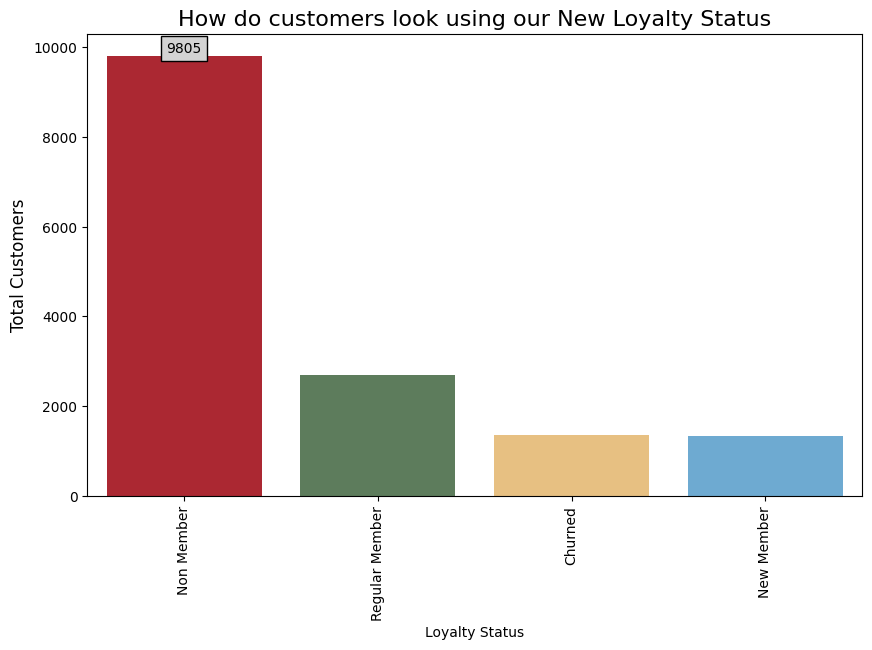 How do customers look using our New Loyalty Status
10000
8000
6000
4000
2000
0
Total Customers
9805
Non Member
Regular Member
Churned
New Member
Loyalty Status